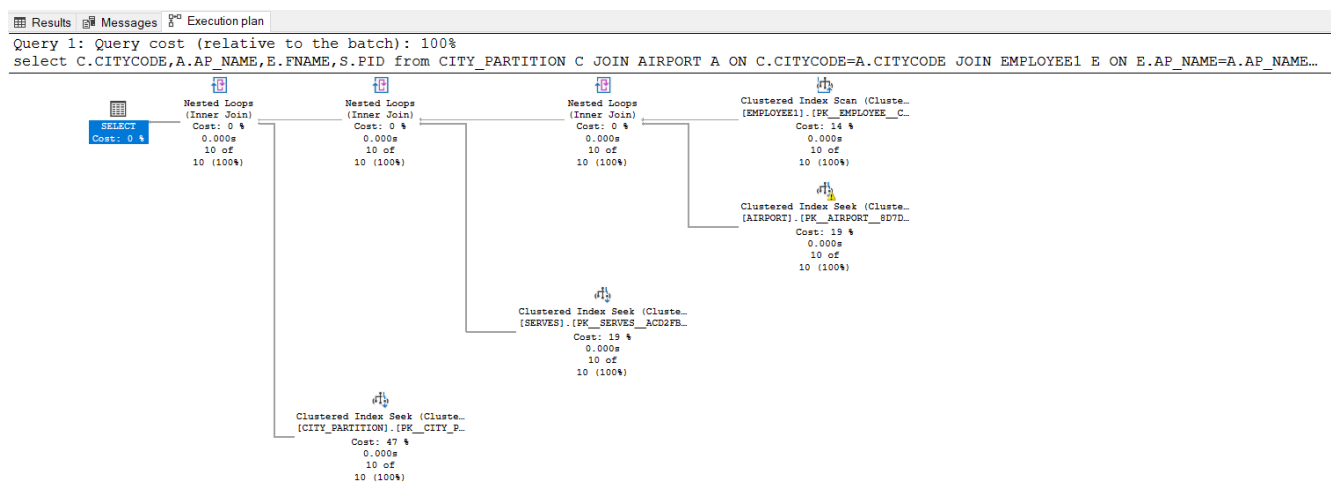 Results Messages Execution plan
Query 1: Query cost (relative to the batch): 100%
select C.CITYCODE,A.AP_NAME,E.FNAME,S.PID from CITY_PARTITION C JOIN AIRPORT A ON C.CITYCODE=A.CITYCODE JOIN EMPLOYEE1 E ON E.AP_NAME=A.AP_NAME…
SELECT
Cost: 0 %
Nested Loops
(Inner Join)
Cost: 0 %
0.000s
10 of
10 (100%)
Nested Loops
(Inner Join)
Cost: 0 %
0.000s
10 of
10 (100%)
Nested Loops
(Inner Join)
Cost: 0 %
0.000s
10 of
10 (100%)
Clustered Index Scan (Cluste…
[EMPLOYEE1].[PK__EMPLOYEE__C…
Cost: 14 %
0.000s
10 of
10 (100%)
Clustered Index Seek (Cluste…
[AIRPORT].[PK__AIRPORT__8D7D…
Cost: 19 %
0.000s
10 of
10 (100%)
Clustered Index Seek (Cluste…
[SERVES].[PK__SERVES__ACD2FB…
Cost: 19 %
0.000s
10 of
10 (100%)
Clustered Index Seek (Cluste…
[CITY_PARTITION].[PK__CITY_P…
Cost: 47 %
0.000s
10 of
10 (100%)